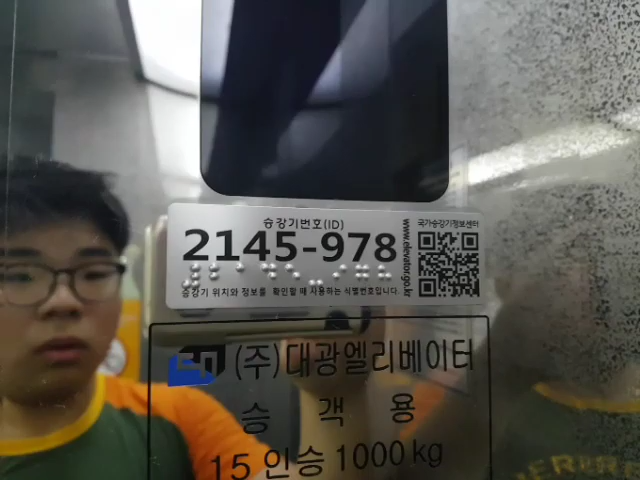 승강기번호(ID)
2145-978
승강기 위치와 정보를 확인할 때 사용하는 식별번호입니다.
www.elevator.go.kr
국가승강기정보센터
(주)대광엘리베이터
승객용
15인승 1000kg